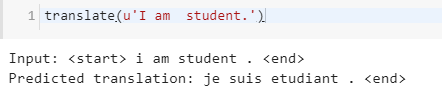 1 translate(u'I am  student.')
Input: <start> i am student . <end>
Predicted translation: je suis etudiant . <end>